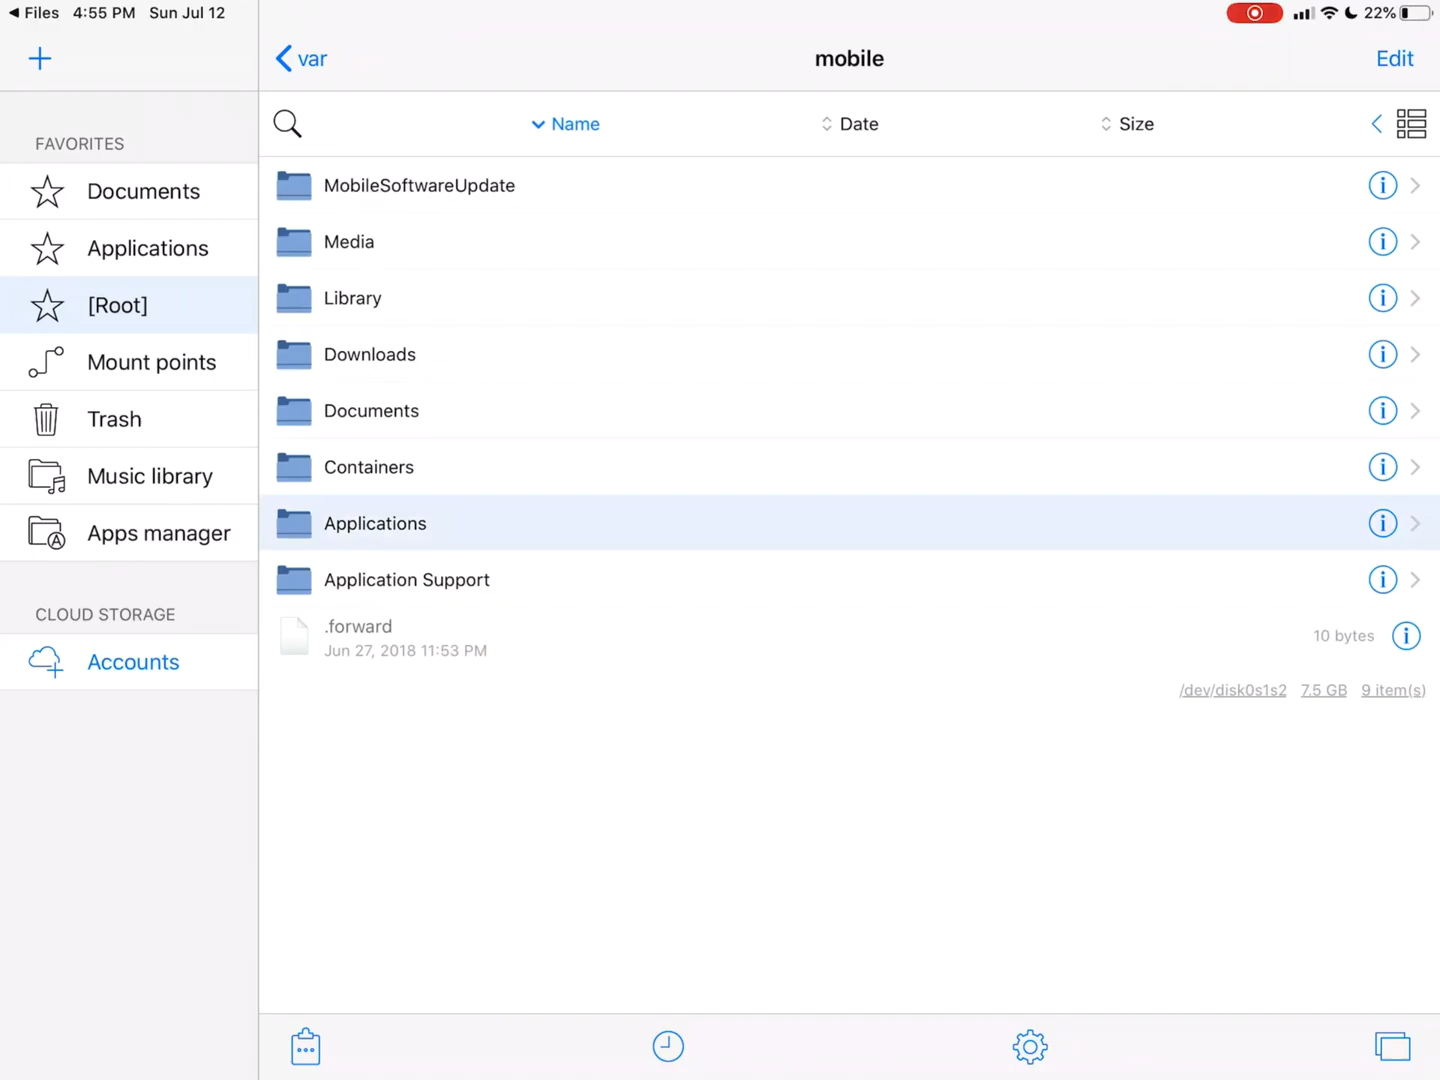 Files 4:55 PM Sun Jul 12
22%
var
mobile
Edit
Name
Date
Size
FAVORITES
Documents
Applications
[Root]
Mount points
Trash
Music library
Apps manager
CLOUD STORAGE
Accounts
MobileSoftwareUpdate
Media
Library
Downloads
Documents
Containers
Applications
Application Support
.forward
Jun 27, 2018 11:53 PM
10 bytes
/dev/disk0s1s2 7.5 GB 9 item(s)